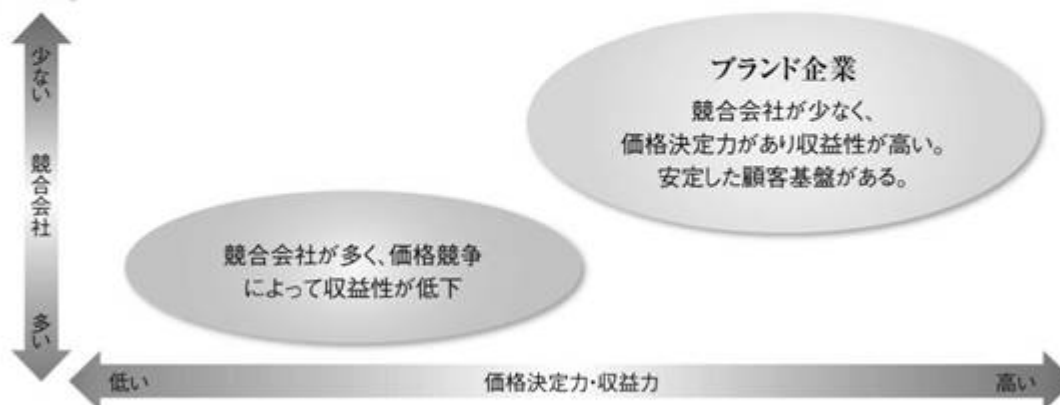 少ない
競合会社
多い
ブランド企業
競合会社が少なく、
価格決定力があり収益性が高い。
安定した顧客基盤がある。
競合会社が多く、価格競争
によって収益性が低下
低い
価格決定力・収益力
高い